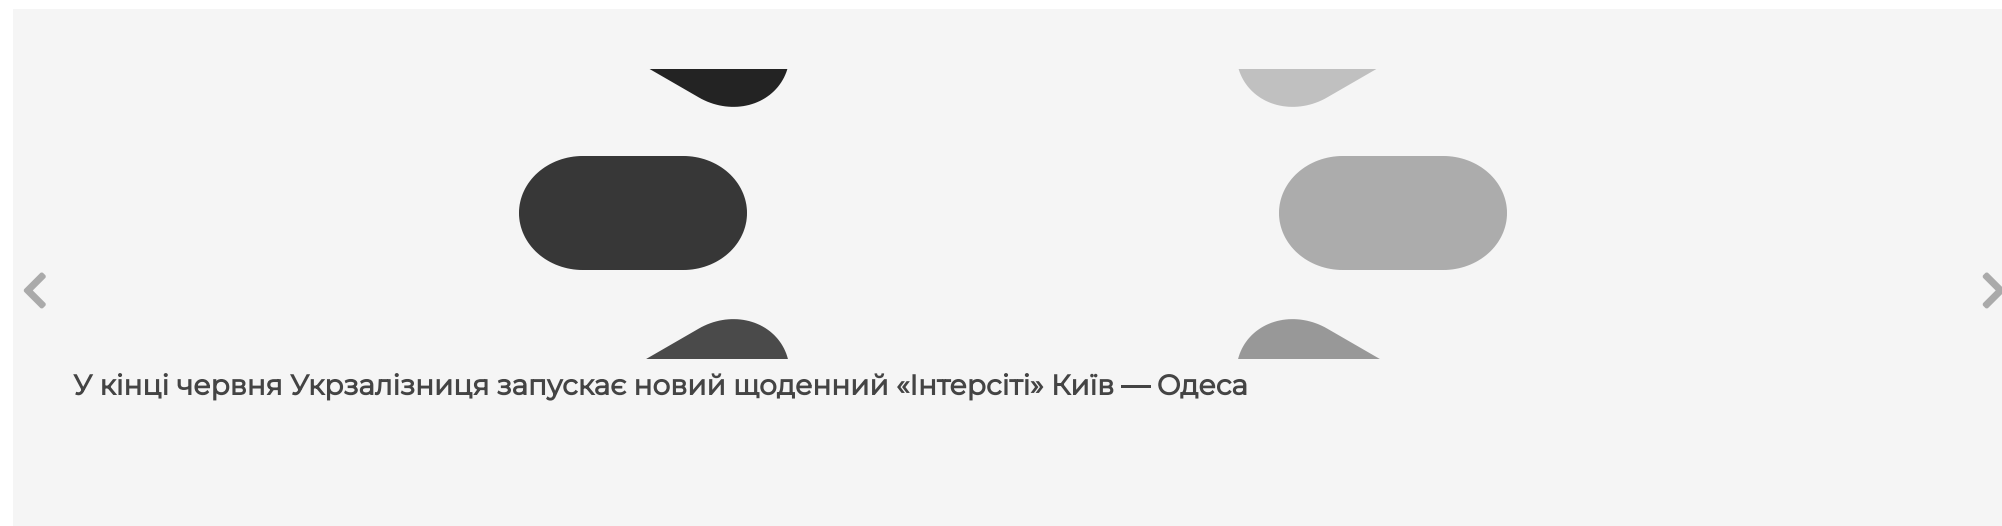 У кінці червня Укрзалізниця запускає новий щоденний «Інтерсіті» Київ — Одеса